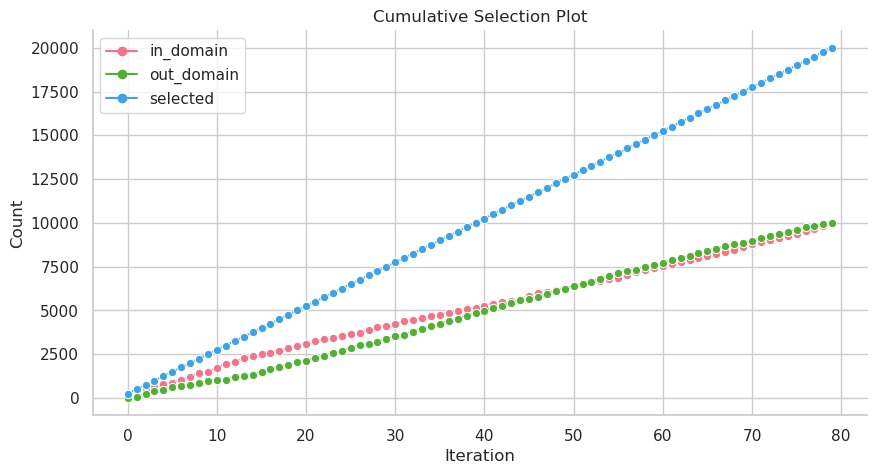 Cumulative Selection Plot
in_domain
out_domain
selected
Count
20000
17500
15000
12500
10000
7500
5000
2500
0
0 10 20 30 40 50 60 70 80
Iteration